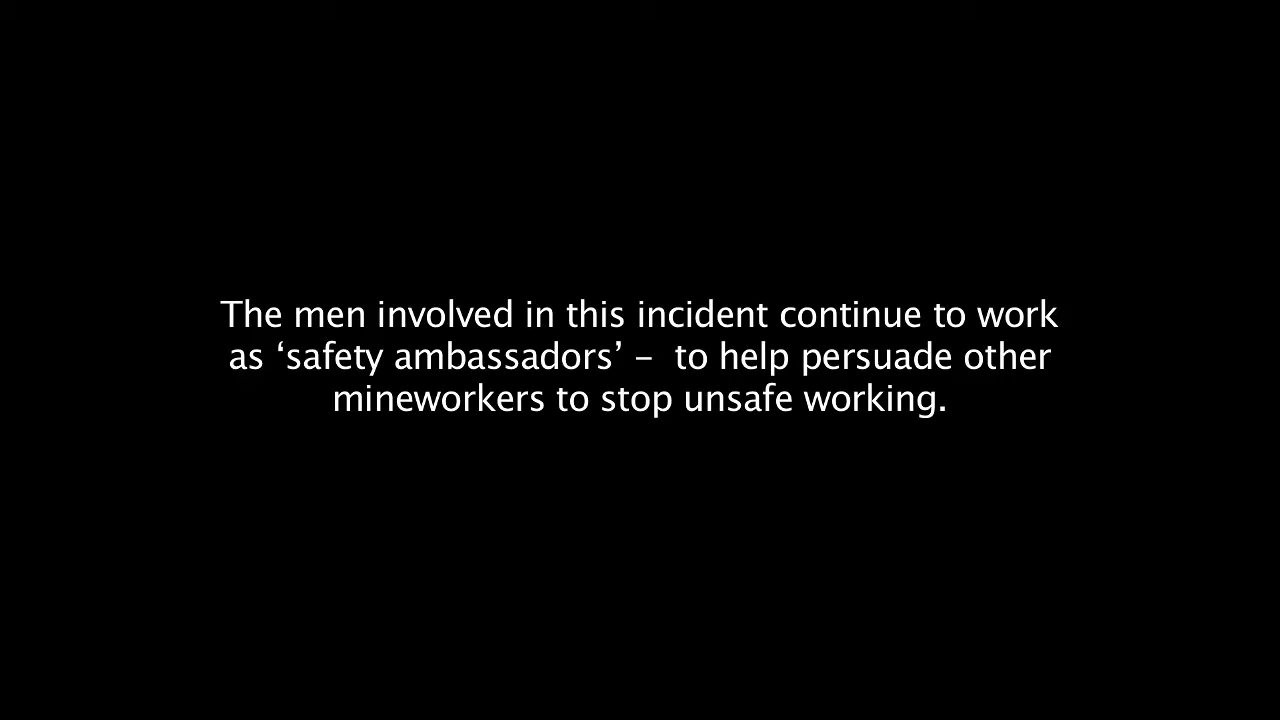 The men involved in this incident continue to work
as ‘safety ambassadors’ –  to help persuade other
mineworkers to stop unsafe working.